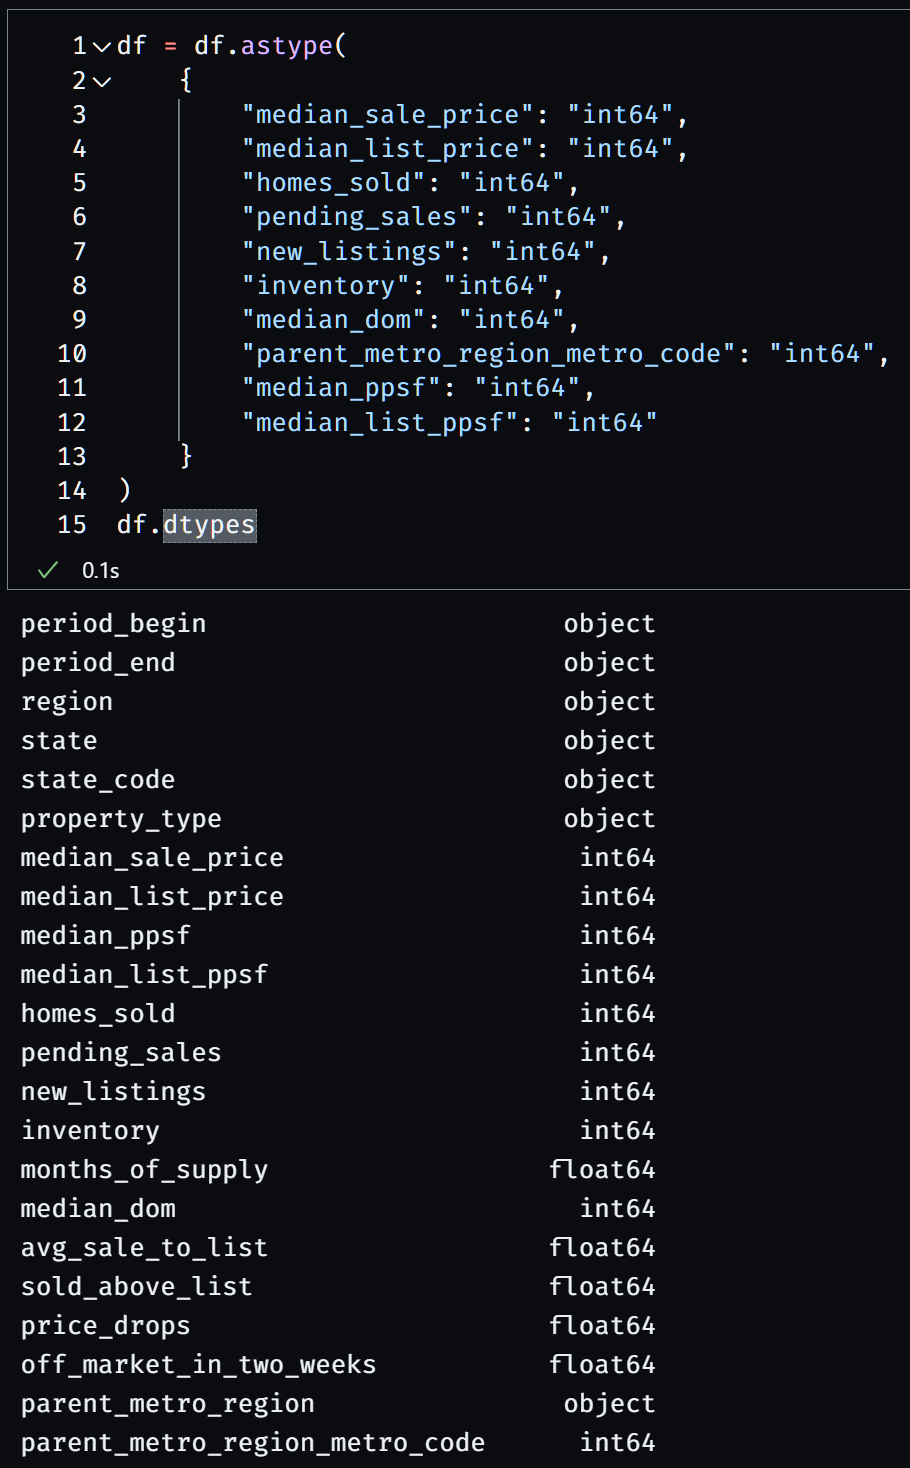 1 df = df.astype(
2 {
3 "median_sale_price": "int64",
4 "median_list_price": "int64",
5 "homes_sold": "int64",
6 "pending_sales": "int64",
7 "new_listings": "int64",
8 "inventory": "int64",
9 "median_dom": "int64",
10 "parent_metro_region_metro_code": "int64",
11 "median_ppsf": "int64",
12 "median_list_ppsf": "int64"
13 }
14 )
15 df.dtypes
0.1s
period_begin object
period_end object
region object
state object
state_code object
property_type object
median_sale_price int64
median_list_price int64
median_ppsf int64
median_list_ppsf int64
homes_sold int64
pending_sales int64
new_listings int64
inventory int64
months_of_supply float64
median_dom int64
avg_sale_to_list float64
sold_above_list float64
price_drops float64
off_market_in_two_weeks float64
parent_metro_region object
parent_metro_region_metro_code int64